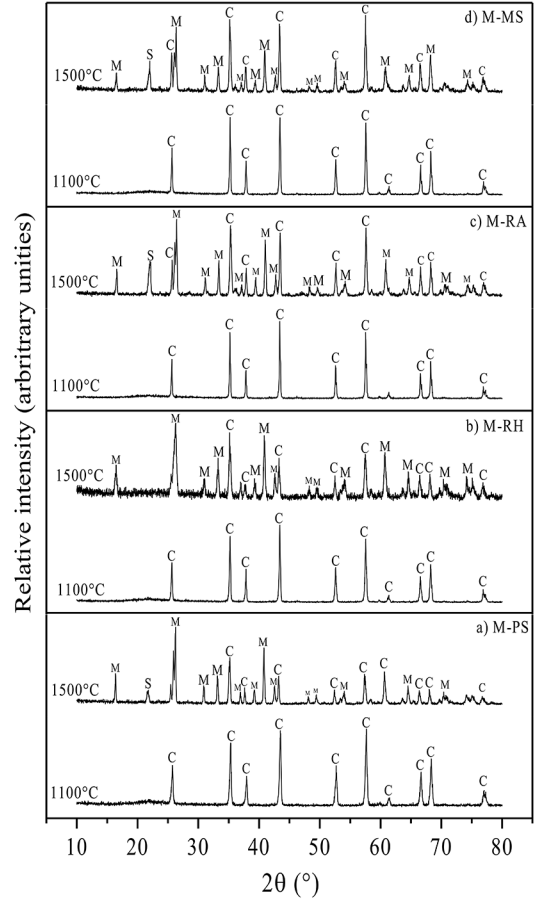 d) M-MS
C C C
M
S C M
1500°C M M M M C M M M C M M M M C M M M C
1100°C C C C C C C C C C C
c) M-RA
M C C
M S C M M C M
1500°C M M M C M M M M C M M C C M M C
1100°C C C C C C C C C C
b) M-RH
M C M M
1500°C M M M C M M C M M C M C M C C M M C
1100°C C C C C C C C C C C
a) M-PS
M M
1500°C M S M M C M C M M C M M C M C M M C C M C
1100°C C C C C C C C C C C
Relative intensity (arbritrary unities)
10 20 30 40 50 60 70 80
2θ (°)